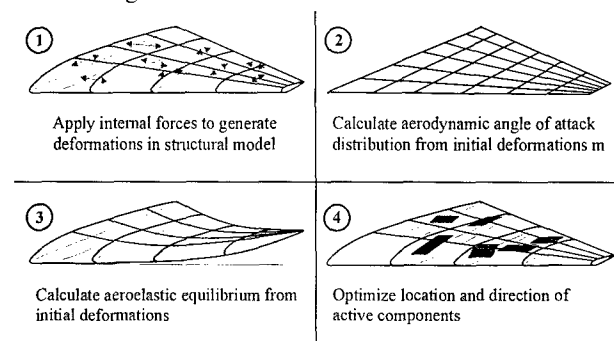 1
Apply internal forces to generate
deformations in structural model
2
Calculate aerodynamic angle of attack
distribution from initial deformations m
3
Calculate aeroelastic equilibrium from
initial deformations
4
Optimize location and direction of
active components